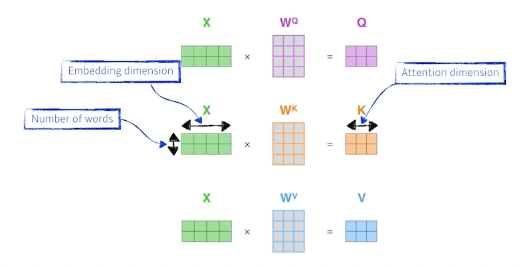 X × W^Q = Q
Embedding dimension
Attention dimension
Number of words
X × W^K = K
X × W^V = V